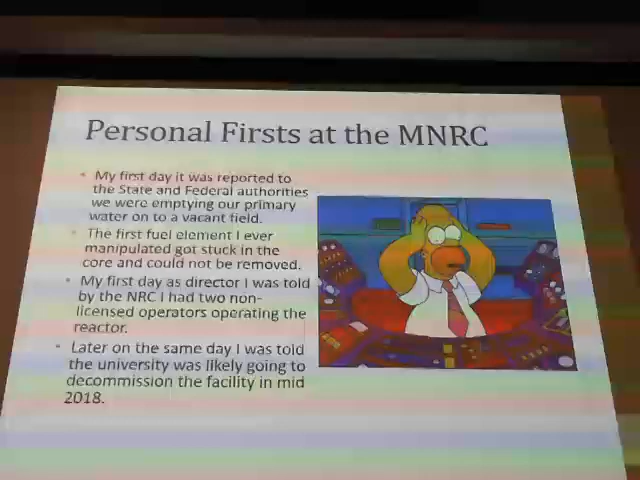 Personal Firsts at the MNRC
• My first day it was reported to
the State and Federal authorities
we were emptying our primary
water on to a vacant field.
• The first fuel element I ever
manipulated got stuck in the
core and could not be removed.
• My first day as director I was told
by the NRC I had two non-
licensed operators operating the
reactor.
• Later on the same day I was told
the university was likely going to
decommission the facility in mid
2018.